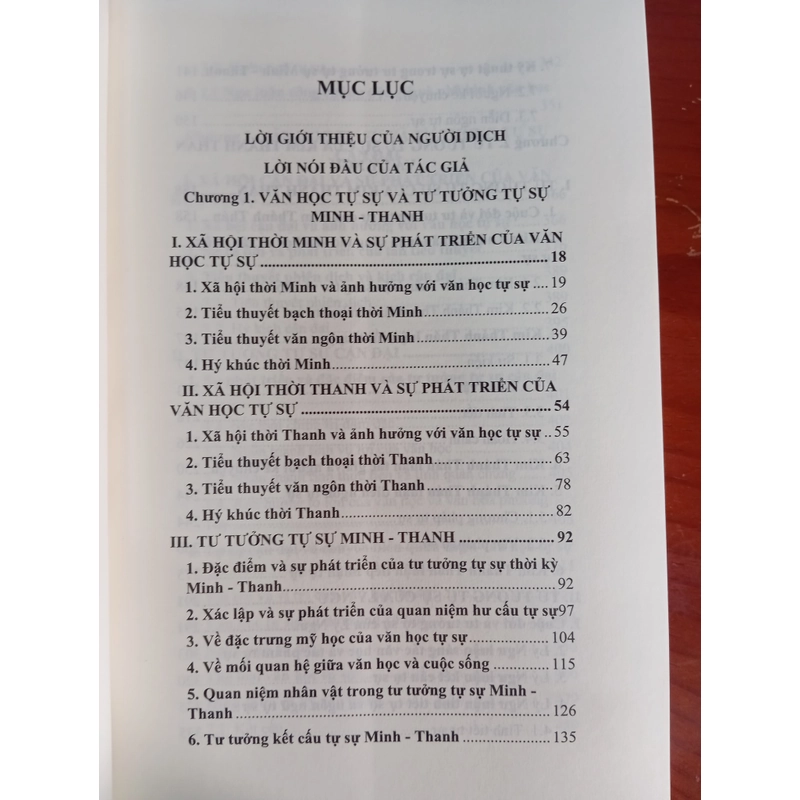 MỤC LỤC
LỜI GIỚI THIỆU CỦA NGƯỜI DỊCH
LỜI NÓI ĐẦU CỦA TÁC GIẢ
Chương 1. VĂN HỌC TỰ SỰ VÀ TƯ TƯỞNG TỰ SỰ
MINH - THANH
I. XÃ HỘI THỜI MINH VÀ SỰ PHÁT TRIỂN CỦA VĂN
HỌC TỰ SỰ ........................................................ 18
1. Xã hội thời Minh và ảnh hưởng với văn học tự sự ....19
2. Tiểu thuyết bạch thoại thời Minh.............................26
3. Tiểu thuyết văn ngôn thời Minh...............................39
4. Hý khúc thời Minh..................................................47
II. XÃ HỘI THỜI THANH VÀ SỰ PHÁT TRIỂN CỦA
VĂN HỌC TỰ SỰ .................................................. 54
1. Xã hội thời Thanh và ảnh hưởng với văn học tự sự ..55
2. Tiểu thuyết bạch thoại thời Thanh...........................63
3. Tiểu thuyết văn ngôn thời Thanh.............................78
4. Hý khúc thời Thanh................................................82
III. TƯ TƯỞNG TỰ SỰ MINH - THANH ...................... 92
1. Đặc điểm và sự phát triển của tư tưởng tự sự thời kỳ
Minh - Thanh............................................................92
2. Xác lập và sự phát triển của quan niệm hư cấu tự sự97
3. Về đặc trưng mỹ học của văn học tự sự.................104
4. Về mối quan hệ giữa văn học và cuộc sống.............115
5. Quan niệm nhân vật trong tư tưởng tự sự Minh -
Thanh.....................................................................126
6. Tư tưởng kết cấu tự sự Minh - Thanh ...................135